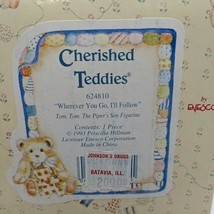 Cherished
Teddies®
624810
"Wherever You Go, I'll Follow"
Tom, Tom The Piper's Son Figurine
Contents: 1 Piece
© 1993 Priscilla Hillman
Licensee Enesco Corporation
Made in China
JOHNSON'S DRUGS
BATAVIA, ILL.
by
ENESCO